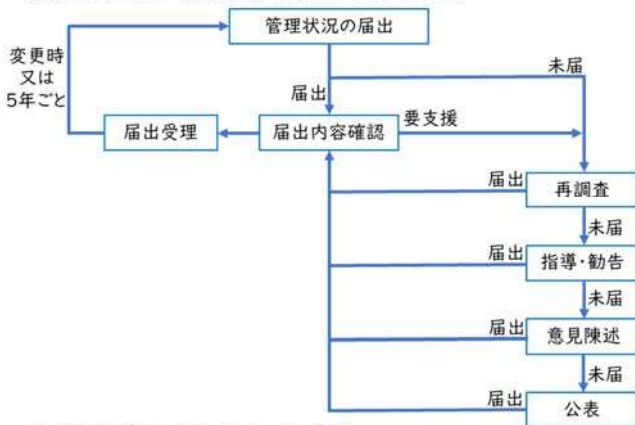 管理状況の届出
変更時
又は
5年ごと
未届
届出
届出受理
届出内容確認
要支援
届出
再調査
未届
届出
指導・勧告
未届
届出
意見陳述
未届
届出
公表